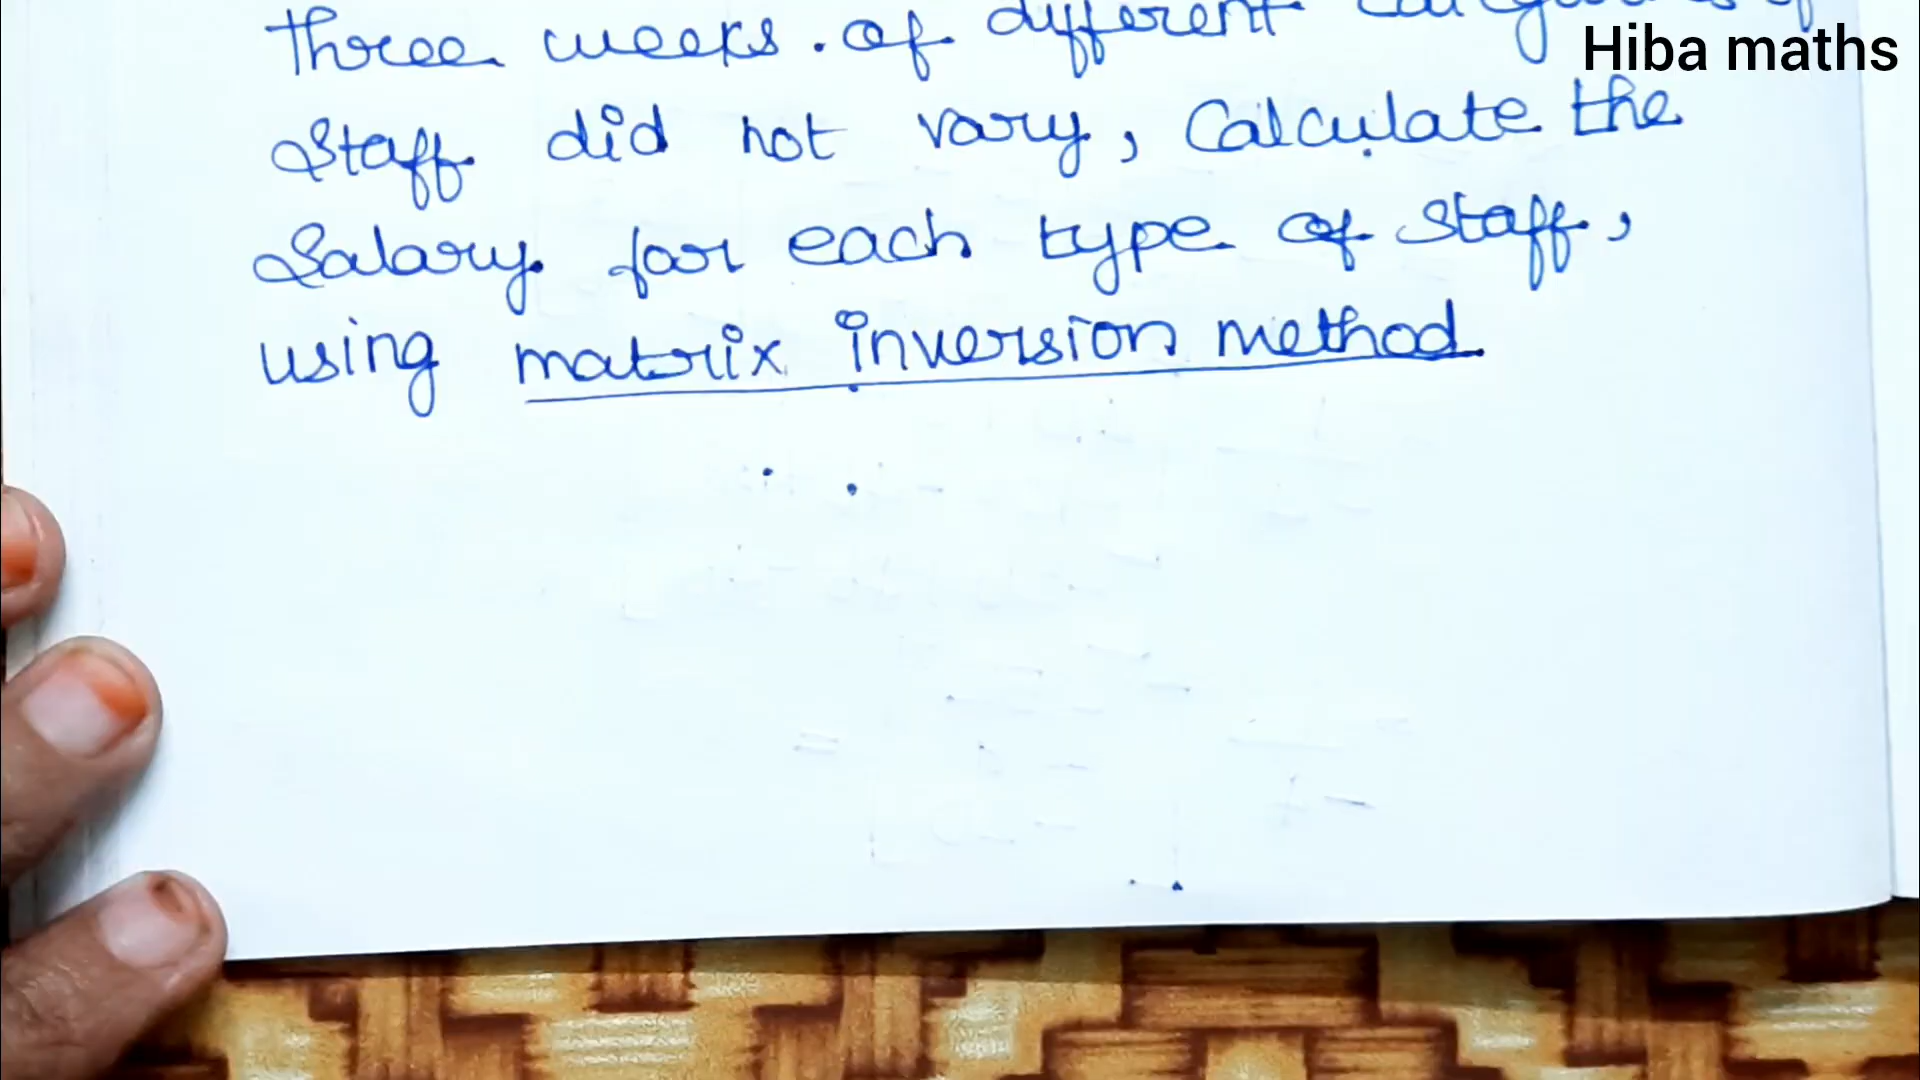 three weeks. of different
Hiba maths
staff did not vary, Calculate the
Salary for each type of staff,
using matrix inversion method